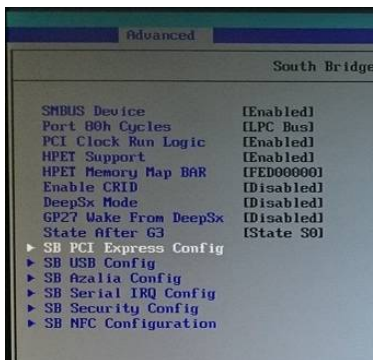 Advanced
South Bridge
SMBUS Device [Enabled]
Port 80h Cycles [LPC Bus]
PCI Clock Run Logic [Enabled]
HPET Support [Enabled]
HPET Memory Map BAR [FED00000]
Enable CRID [Disabled]
DeepSx Mode [Disabled]
GP27 Wake From DeepSx [Disabled]
State After G3 [State S0]
► SB PCI Express Config
► SB USB Config
► SB Azalia Config
► SB Serial IRQ Config
► SB Security Config
► SB NFC Configuration